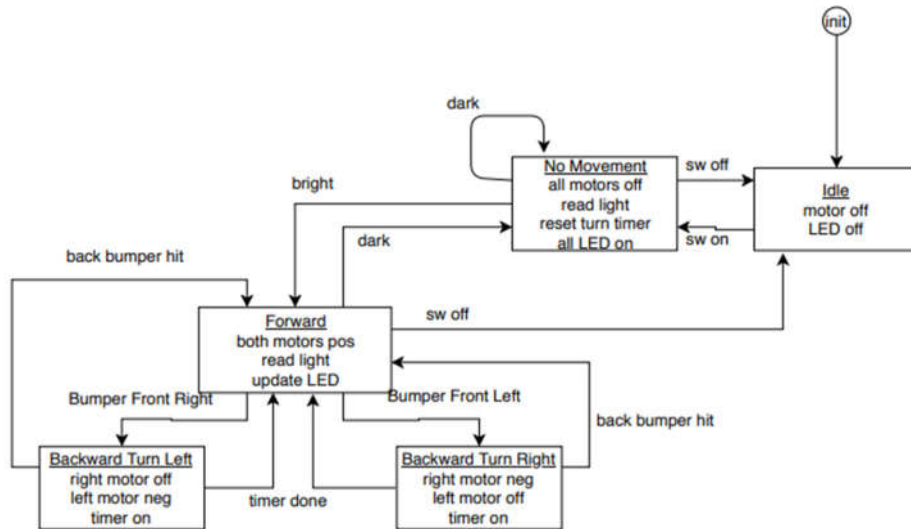 init
dark
No Movement
all motors off
read light
reset turn timer
all LED on
sw off
Idle
motor off
LED off
bright
dark
sw on
back bumper hit
Forward
both motors pos
read light
update LED
sw off
Bumper Front Right
Bumper Front Left
back bumper hit
Backward Turn Left
right motor off
left motor neg
timer on
timer done
Backward Turn Right
right motor neg
left motor off
timer on